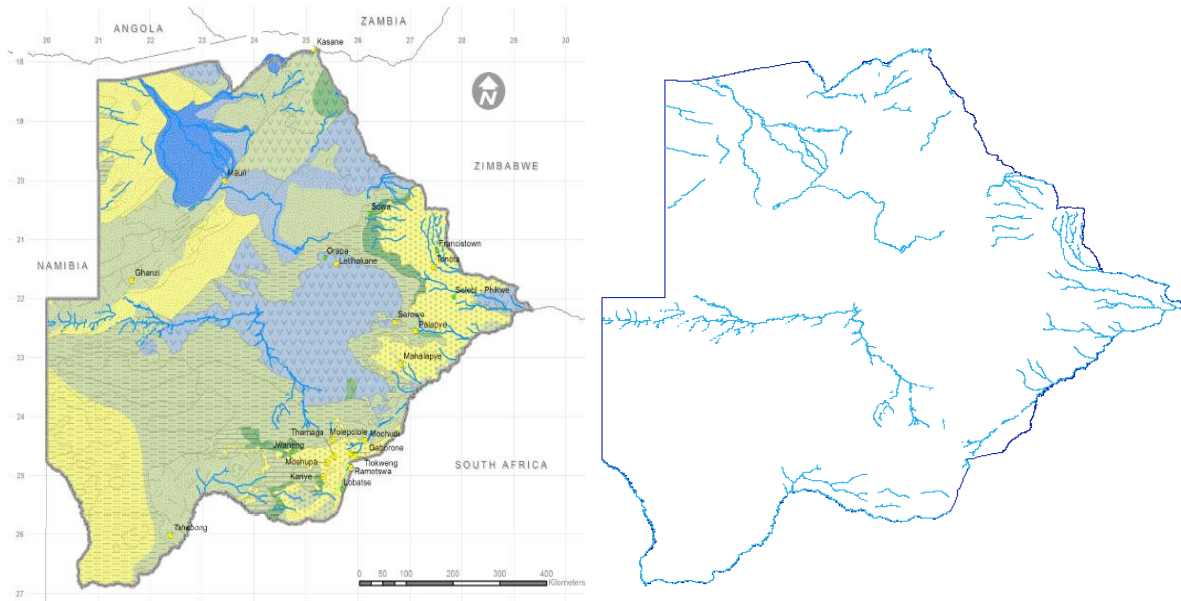 ANGOLA
ZAMBIA
20 21 22 23 24 25 26 27 28 29 30
Kasane
18
N
19
ZIMBABWE
Maun
20
Sowa
21
Francistown
Orapa
Tonota
Letlhakane
NAMIBIA
Ghanzi
Selebi - Phikwe
22
Serowe
Palapye
23
Mahalapye
24
Thamaga Molepolole Mochudi
Jwaneng
Gaborone
Moshupa
Tlokweng
SOUTH AFRICA
Ramotswa
25
Kanye
Lobatse
Tshabong
26
0 50 100 200 300 400
Kilometers
27